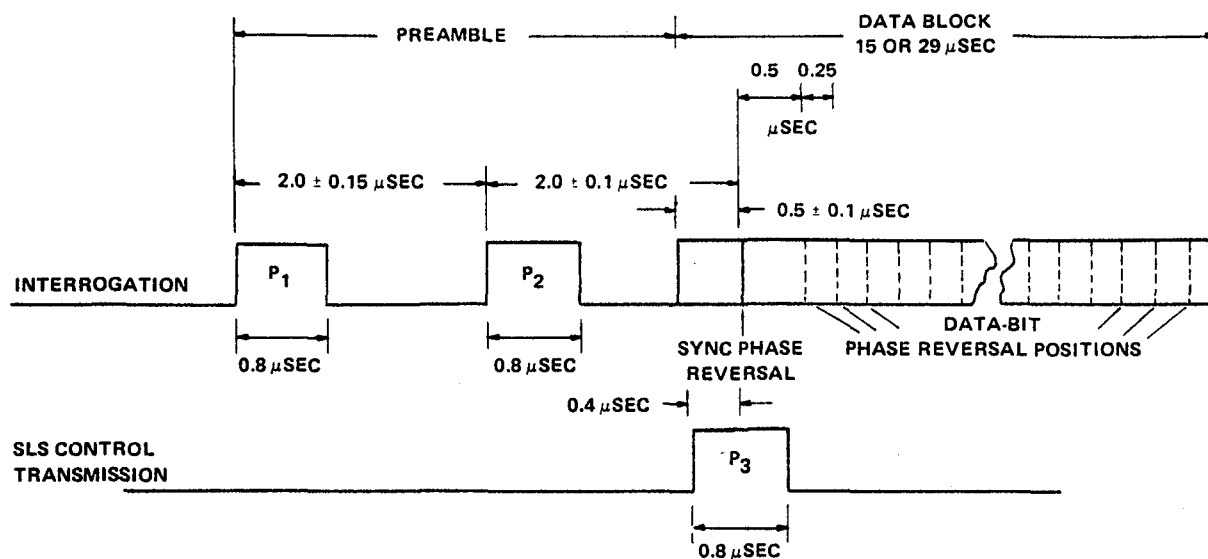 PREAMBLE
DATA BLOCK
15 OR 29 μSEC
0.5 0.25
μSEC
2.0 ± 0.15 μSEC
2.0 ± 0.1 μSEC
0.5 ± 0.1 μSEC
INTERROGATION
P1
P2
0.8 μSEC
0.8 μSEC
SYNC PHASE
REVERSAL
DATA-BIT
PHASE REVERSAL POSITIONS
0.4 μSEC
SLS CONTROL
TRANSMISSION
P3
0.8 μSEC